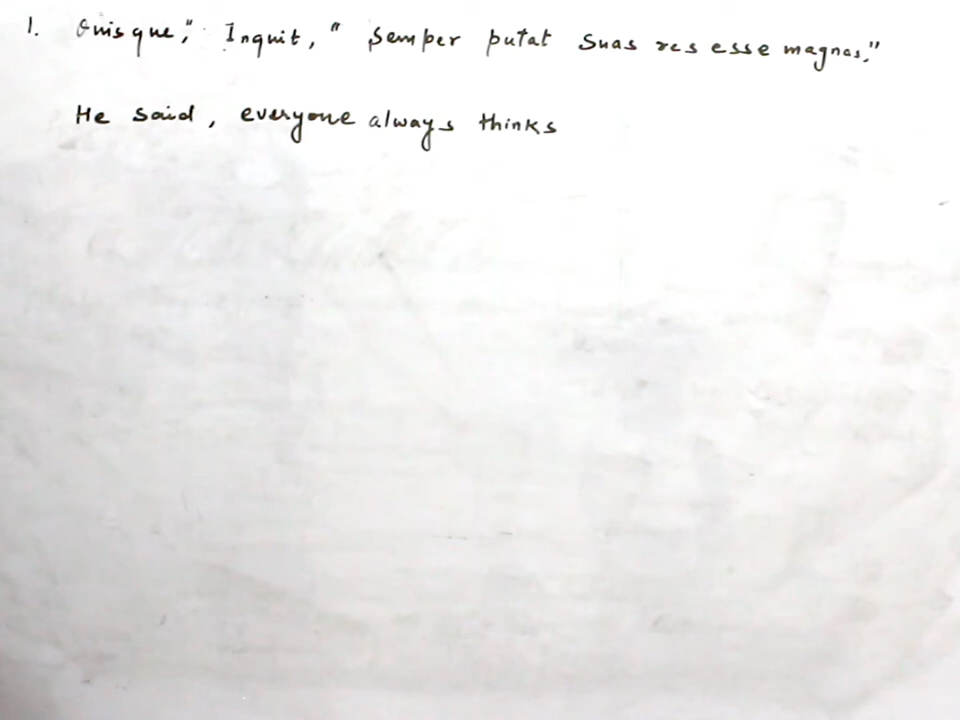 1. Quisque," Inquit, " semper putat suas res esse magnas."
He said, everyone always thinks